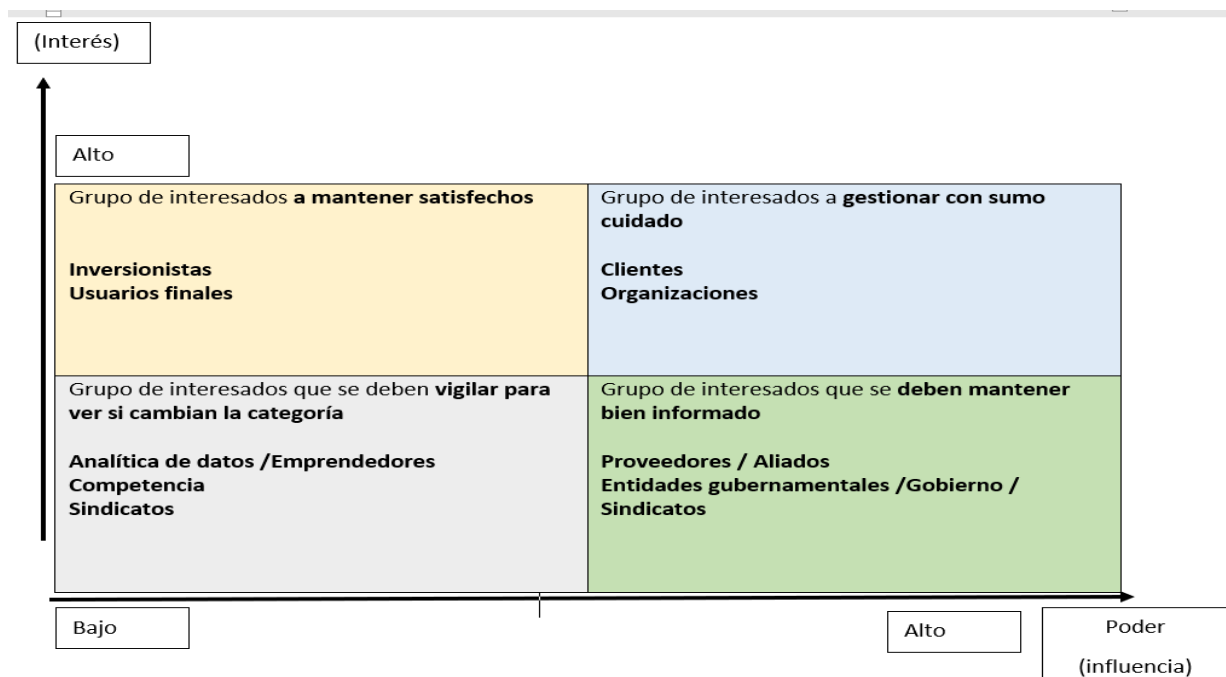 (Interés)
Alto
Grupo de interesados a mantener satisfechos
Inversionistas
Usuarios finales
Grupo de interesados a gestionar con sumo
cuidado
Clientes
Organizaciones
Grupo de interesados que se deben vigilar para
ver si cambian la categoría
Analítica de datos /Emprendedores
Competencia
Sindicatos
Grupo de interesados que se deben mantener
bien informado
Proveedores / Aliados
Entidades gubernamentales /Gobierno /
Sindicatos
Bajo
Alto
Poder
(influencia)